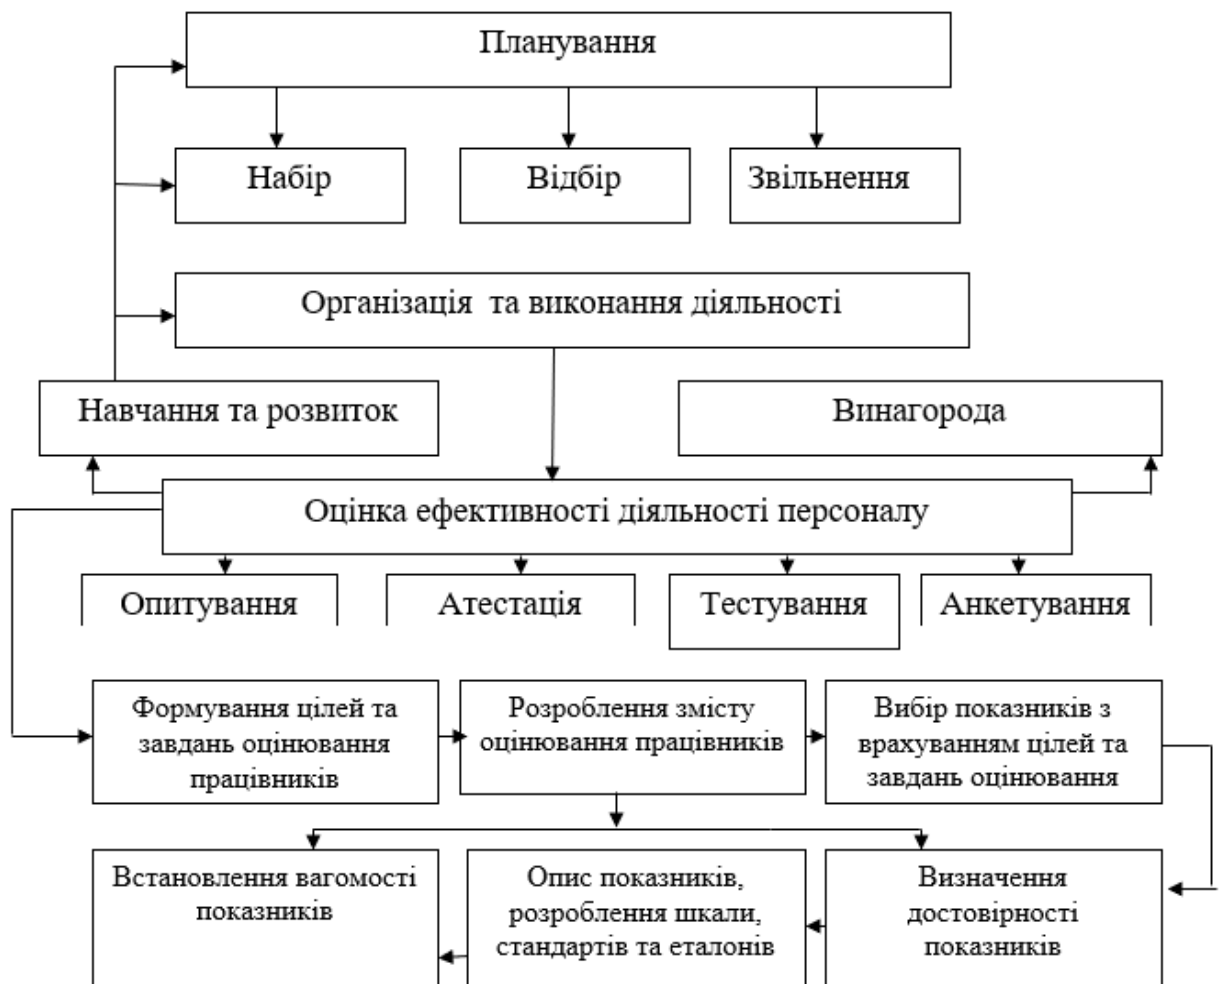 Планування
Набір
Відбір
Звільнення
Організація та виконання діяльності
Навчання та розвиток
Винагорода
Оцінка ефективності діяльності персоналу
Опитування
Атестація
Тестування
Анкетування
Формування цілей та
завдань оцінювання
працівників
Розроблення змісту
оцінювання працівників
Вибір показників з
врахуванням цілей та
завдань оцінювання
Встановлення вагомості
показників
Опис показників,
розроблення шкали,
стандартів та еталонів
Визначення
достовірності
показників